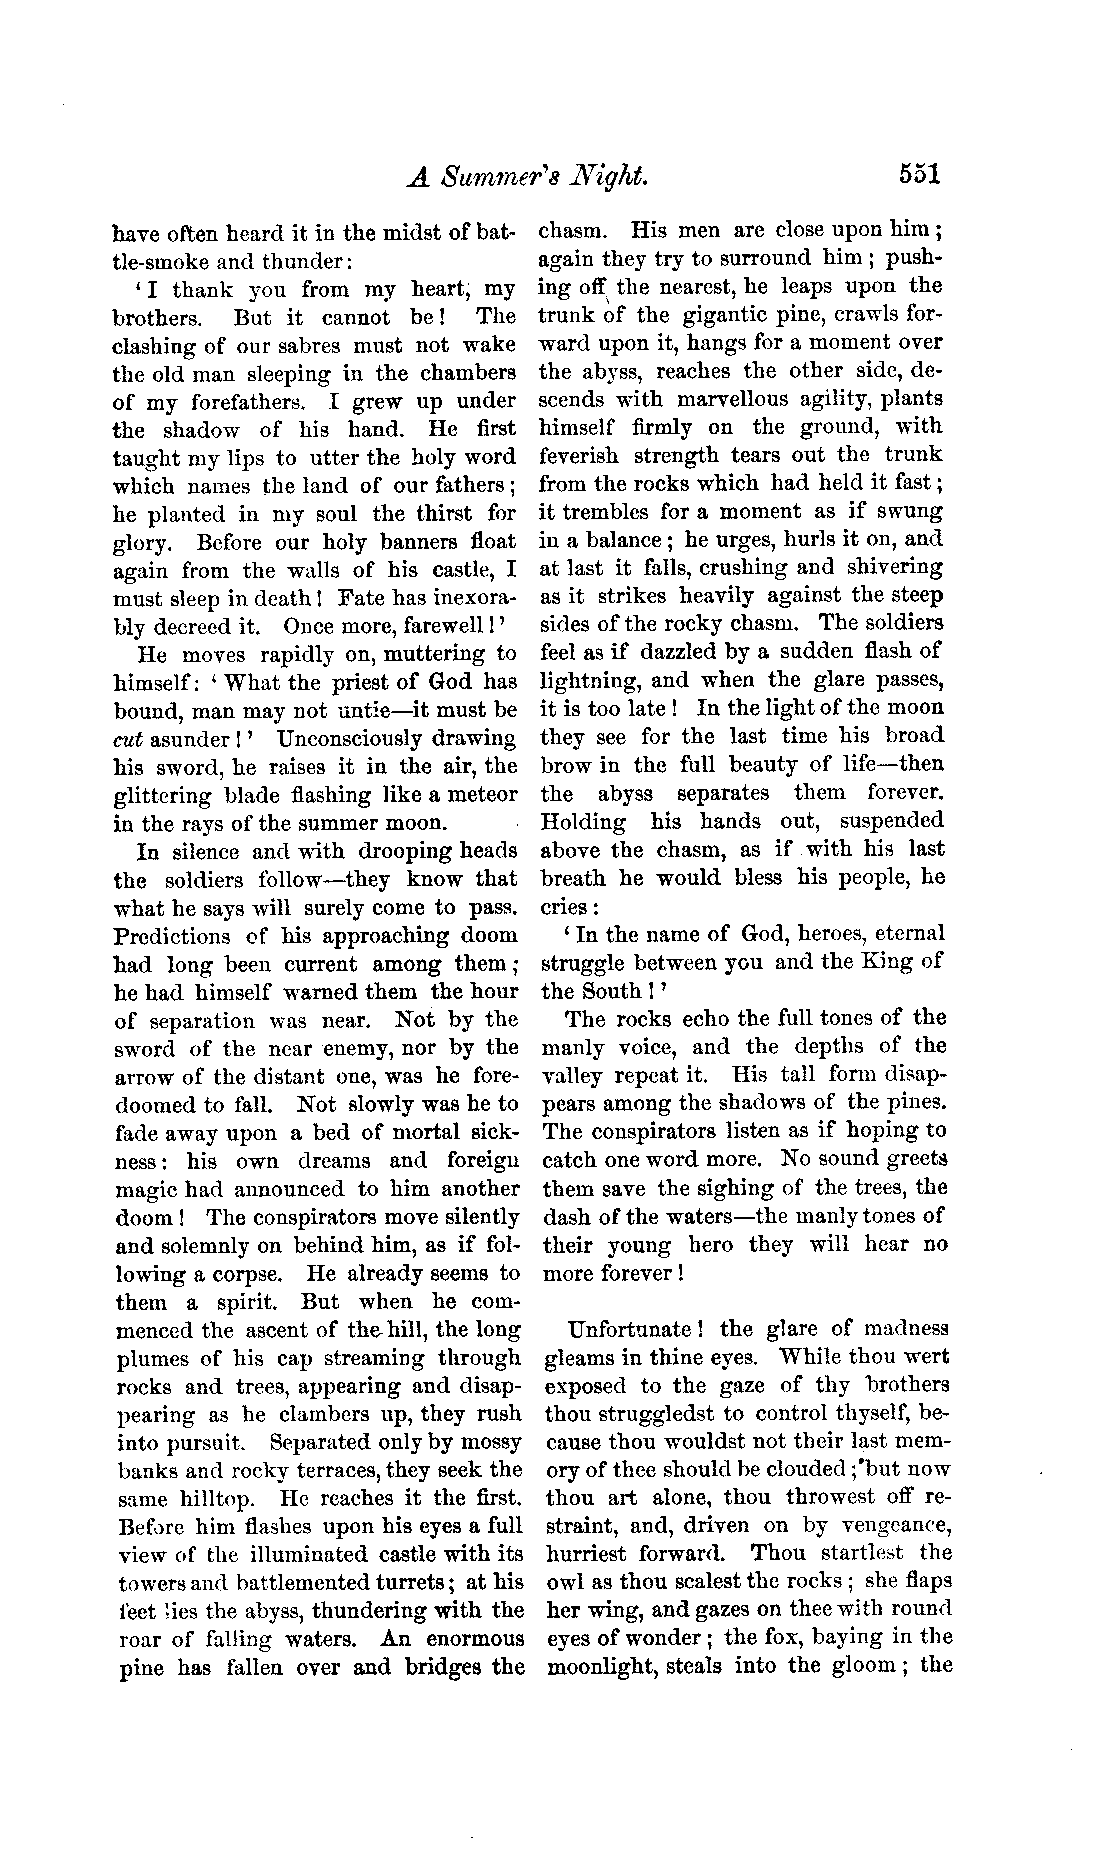 A Summer's Night.
551
have often heard it in the midst of bat-
tle-smoke and thunder:
'I thank you from my heart, my
brothers. But it cannot be! The
clashing of our sabres must not wake
the old man sleeping in the chambers
of my forefathers. I grew up under
the shadow of his hand. He first
taught my lips to utter the holy word
which names the land of our fathers;
he planted in my soul the thirst for
glory. Before our holy banners float
again from the walls of his castle, I
must sleep in death! Fate has inexora-
bly decreed it. Once more, farewell!'
He moves rapidly on, muttering to
himself: 'What the priest of God has
bound, man may not untie—it must be
cut asunder!' Unconsciously drawing
his sword, he raises it in the air, the
glittering blade flashing like a meteor
in the rays of the summer moon.
In silence and with drooping heads
the soldiers follow—they know that
what he says will surely come to pass.
Predictions of his approaching doom
had long been current among them;
he had himself warned them the hour
of separation was near. Not by the
sword of the near enemy, nor by the
arrow of the distant one, was he fore-
doomed to fall. Not slowly was he to
fade away upon a bed of mortal sick-
ness: his own dreams and foreign
magic had announced to him another
doom! The conspirators move silently
and solemnly on behind him, as if fol-
lowing a corpse. He already seems to
them a spirit. But when he com-
menced the ascent of the hill, the long
plumes of his cap streaming through
rocks and trees, appearing and disap-
pearing as he clambers up, they rush
into pursuit. Separated only by mossy
banks and rocky terraces, they seek the
same hilltop. He reaches it the first.
Before him flashes upon his eyes a full
view of the illuminated castle with its
towers and battlemented turrets; at his
feet lies the abyss, thundering with the
roar of falling waters. An enormous
pine has fallen over and bridges the
chasm. His men are close upon him;
again they try to surround him; push-
ing off the nearest, he leaps upon the
trunk of the gigantic pine, crawls for-
ward upon it, hangs for a moment over
the abyss, reaches the other side, de-
scends with marvellous agility, plants
himself firmly on the ground, with
feverish strength tears out the trunk
from the rocks which had held it fast;
it trembles for a moment as if swung
in a balance; he urges, hurls it on, and
at last it falls, crushing and shivering
as it strikes heavily against the steep
sides of the rocky chasm. The soldiers
feel as if dazzled by a sudden flash of
lightning, and when the glare passes,
it is too late! In the light of the moon
they see for the last time his broad
brow in the full beauty of life—then
the abyss separates them forever.
Holding his hands out, suspended
above the chasm, as if with his last
breath he would bless his people, he
cries:
'In the name of God, heroes, eternal
struggle between you and the King of
the South!'
The rocks echo the full tones of the
manly voice, and the depths of the
valley repeat it. His tall form disap-
pears among the shadows of the pines.
The conspirators listen as if hoping to
catch one word more. No sound greets
them save the sighing of the trees, the
dash of the waters—the manly tones of
their young hero they will hear no
more forever!
Unfortunate! the glare of madness
gleams in thine eyes. While thou wert
exposed to the gaze of thy brothers
thou struggledst to control thyself, be-
cause thou wouldst not their last mem-
ory of thee should be clouded; but now
thou art alone, thou throwest off re-
straint, and, driven on by vengeance,
hurriest forward. Thou startlest the
owl as thou scalest the rocks; she flaps
her wing, and gazes on thee with round
eyes of wonder; the fox, baying in the
moonlight, steals into the gloom; the